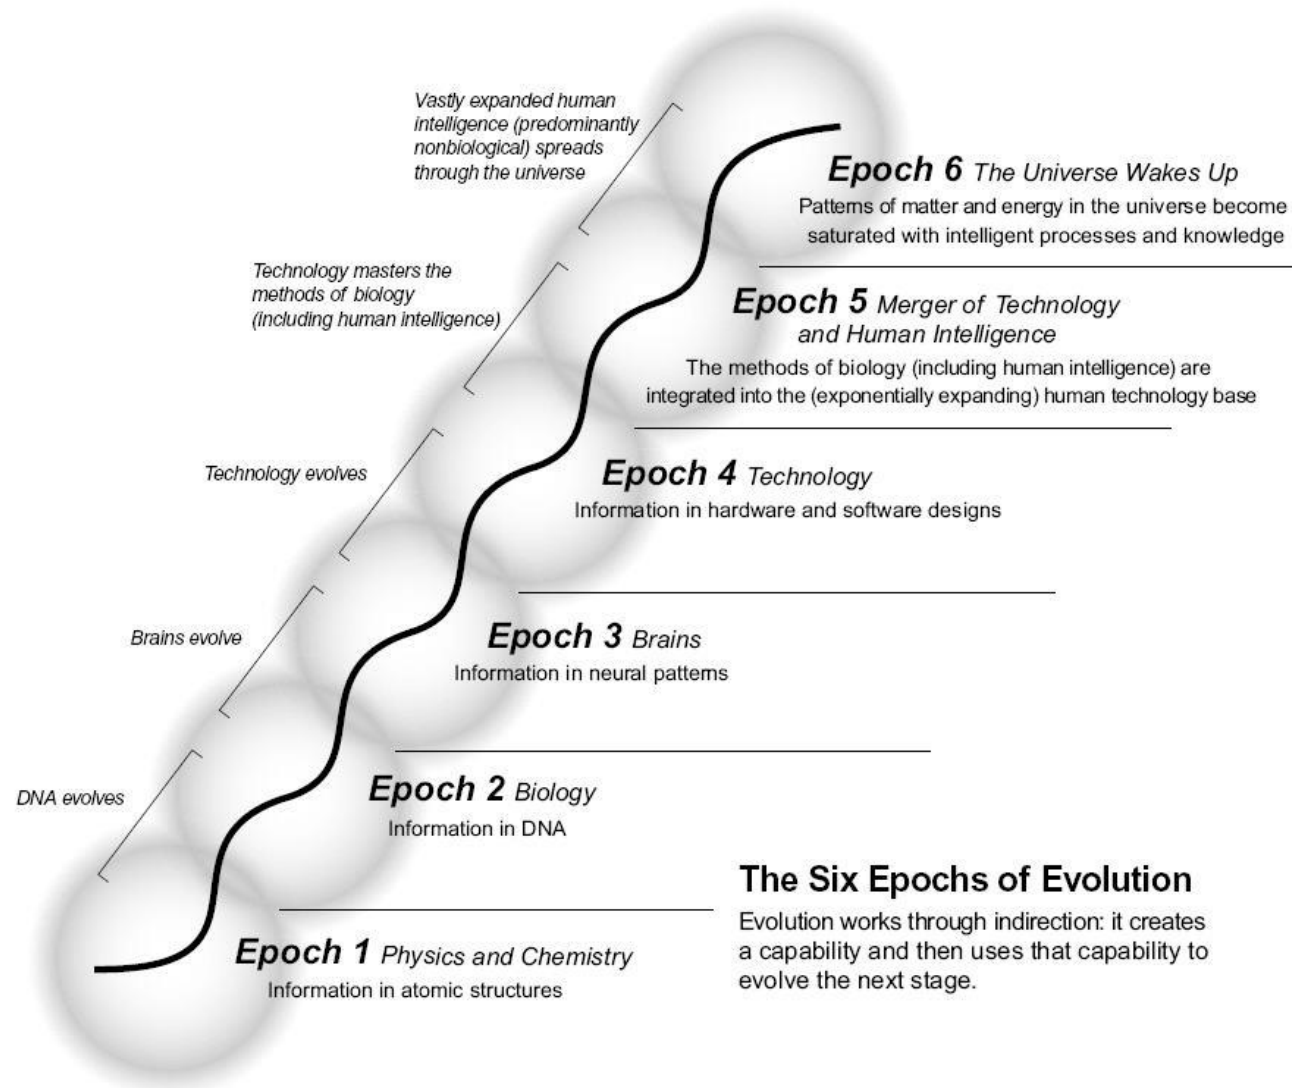 Vastly expanded human
intelligence (predominantly
nonbiological) spreads
through the universe
Epoch 6 The Universe Wakes Up
Patterns of matter and energy in the universe become
saturated with intelligent processes and knowledge
Technology masters the
methods of biology
(including human intelligence)
Epoch 5 Merger of Technology
and Human Intelligence
The methods of biology (including human intelligence) are
integrated into the (exponentially expanding) human technology base
Technology evolves
Epoch 4 Technology
Information in hardware and software designs
Brains evolve
Epoch 3 Brains
Information in neural patterns
DNA evolves
Epoch 2 Biology
Information in DNA
Epoch 1 Physics and Chemistry
Information in atomic structures
The Six Epochs of Evolution
Evolution works through indirection: it creates
a capability and then uses that capability to
evolve the next stage.